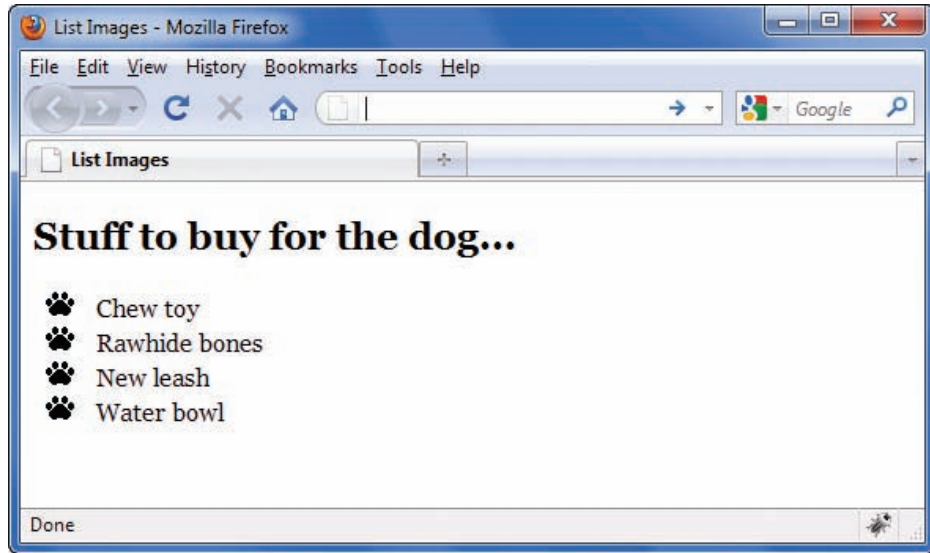 List Images - Mozilla Firefox
File Edit View History Bookmarks Tools Help
Google
List Images
Stuff to buy for the dog...
Chew toy
Rawhide bones
New leash
Water bowl
Done